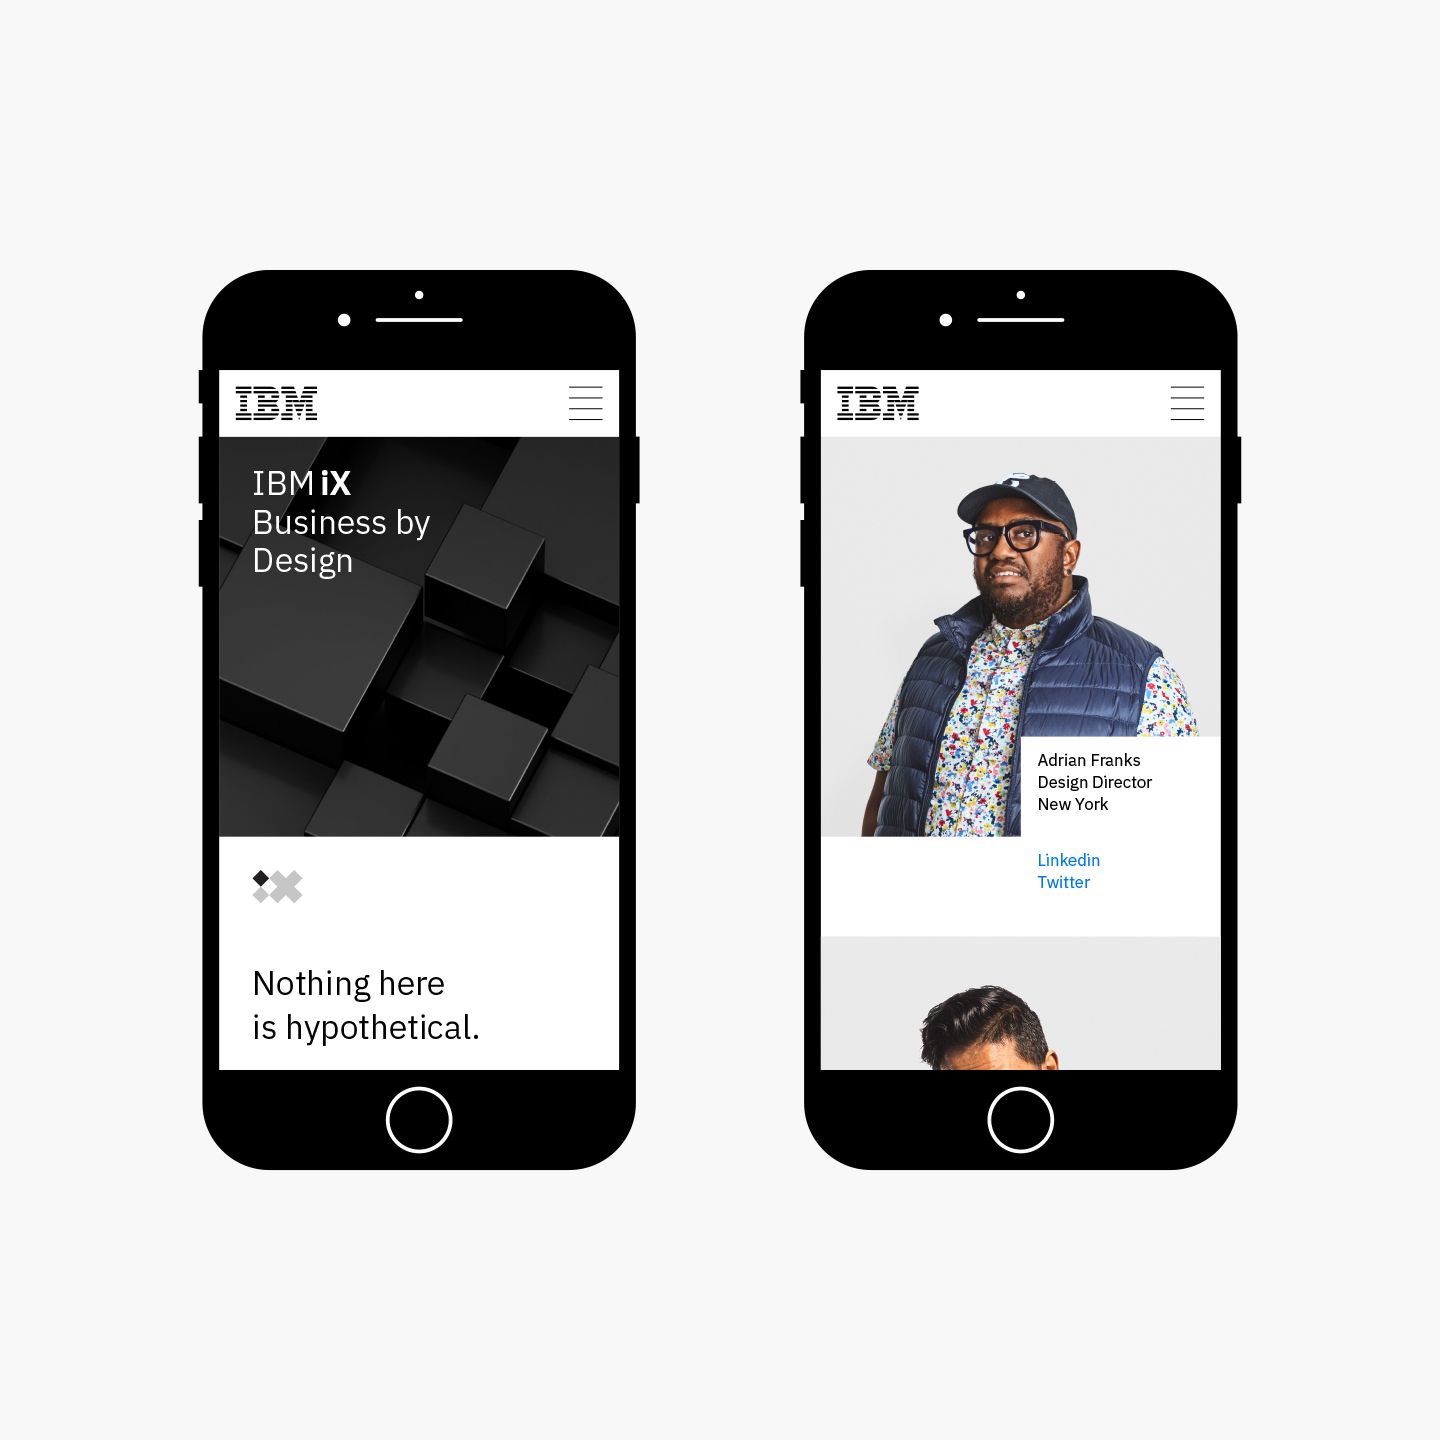 IBM
IBM iX
Business by
Design
Nothing here
is hypothetical.
IBM
Adrian Franks
Design Director
New York
Linkedin
Twitter